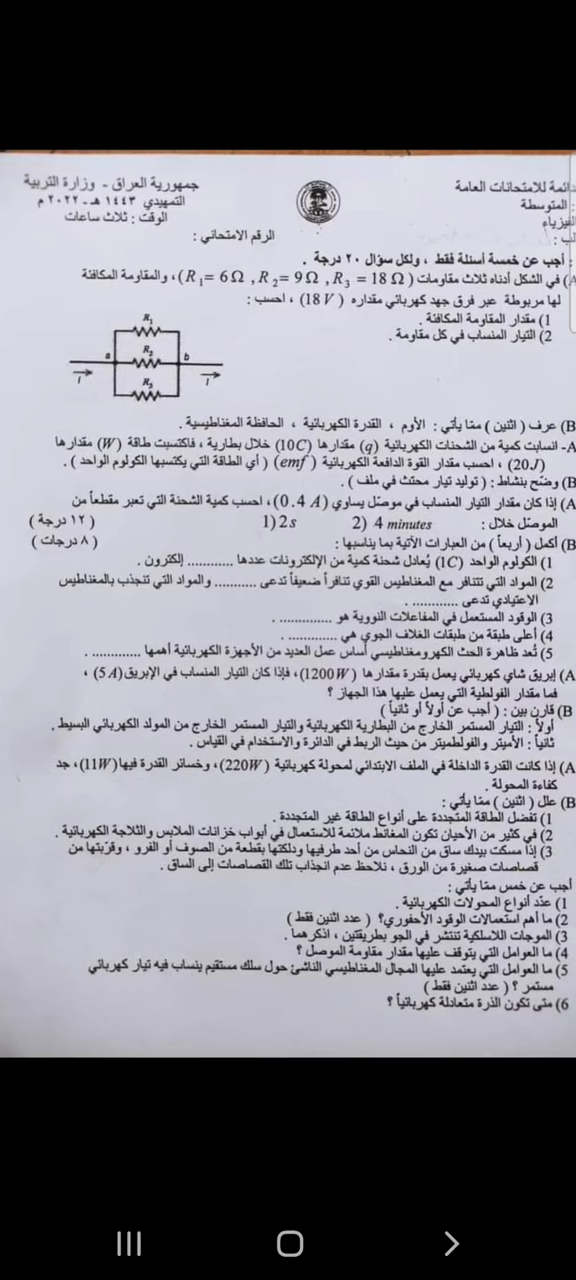 جمهورية العراق - وزارة التربية
التمهيدي ١٤٤٣ هـ - ٢٠٢٢ م
الوقت : ثلاث ساعات
الرقم الامتحاني :
دائمة للامتحانات العامة
: المتوسطة
فيزياء
: أجب عن خمسة أسئلة فقط ، ولكل سؤال ٢٠ درجة .
A) في الشكل أدناه ثلاث مقاومات (R₁= 6Ω , R₂= 9Ω , R₃ = 18Ω)، والمقاومة المكافئة
لها مربوطة عبر فرق جهد كهربائي مقداره (18V) ، احسب :
1) مقدار المقاومة المكافئة .
2) التيار المنساب في كل مقاومة .
R₁
a R₂ b
I R₃ I
B) عرف ( اثنين ) ممّا يأتي : الأوم ، القدرة الكهربائية ، الحافظة المغناطيسية .
A- انسابت كمية من الشحنات الكهربائية (q) مقدارها (10C) خلال بطارية ، فاكتسبت طاقة (W) مقدارها
(20J) ، احسب مقدار القوة الدافعة الكهربائية (emf) ( أي الطاقة التي يكتسبها الكولوم الواحد ) .
B) وضّح بنشاط : ( توليد تيار محتث في ملف ) .
A) إذا كان مقدار التيار المنساب في موصل يساوي (0.4 A)، احسب كمية الشحنة التي تعبر مقطعاً من
الموصل خلال : 1) 2s 2) 4 minutes ( ١٢ درجة )
B) أكمل ( أربعاً ) من العبارات الآتية بما يناسبها : ( ٨ درجات )
1) الكولوم الواحد (1C) يُعادل شحنة كمية من الإلكترونات عددها ............ إلكترون .
2) المواد التي تتنافر مع المغناطيس القوي تنافراً ضعيفاً تدعى ............ والمواد التي تنجذب بالمغناطيس
الاعتيادي تدعى ............ .
3) الوقود المستعمل في المفاعلات النووية هو ............ .
4) أعلى طبقة من طبقات الغلاف الجوي هي ............ .
5) تُعد ظاهرة الحث الكهرومغناطيسي أساس عمل العديد من الأجهزة الكهربائية أهمها ............ .
A) إبريق شاي كهربائي يعمل بقدرة مقدارها (1200W)، فإذا كان التيار المنساب في الإبريق (5A) ،
فما مقدار الفولطية التي يعمل عليها هذا الجهاز ؟
B) قارن بين : ( أجب عن أولاً أو ثانياً )
أولاً : التيار المستمر الخارج من البطارية الكهربائية والتيار المستمر الخارج من المولد الكهربائي البسيط .
ثانياً : الأميتر والفولطميتر من حيث الربط في الدائرة والاستخدام في القياس .
A) إذا كانت القدرة الداخلة في الملف الابتدائي لمحولة كهربائية (220W)، وخسائر القدرة فيها (11W)، جد
كفاءة المحولة .
B) علل ( اثنين ) ممّا يأتي :
1) تفضل الطاقة المتجددة على أنواع الطاقة غير المتجددة .
2) في كثير من الأحيان تكون المغانط ملائمة للاستعمال في أبواب خزانات الملابس والثلاجة الكهربائية .
3) إذا مسكت بيدك ساق من النحاس من أحد طرفيها ودلكتها بقطعة من الصوف أو الفرو ، وقرّبتها من
قصاصات صغيرة من الورق ، نلاحظ عدم انجذاب تلك القصاصات إلى الساق .
أجب عن خمس ممّا يأتي :
1) عدّد أنواع المحولات الكهربائية .
2) ما أهم استعمالات الوقود الأحفوري؟ ( عدد اثنين فقط )
3) الموجات اللاسلكية تنتشر في الجو بطريقتين ، اذكرهما .
4) ما العوامل التي يتوقف عليها مقدار مقاومة الموصل ؟
5) ما العوامل التي يعتمد عليها المجال المغناطيسي الناشئ حول سلك مستقيم ينساب فيه تيار كهربائي
مستمر ؟ ( عدد اثنين فقط )
6) متى تكون الذرة متعادلة كهربائياً ؟